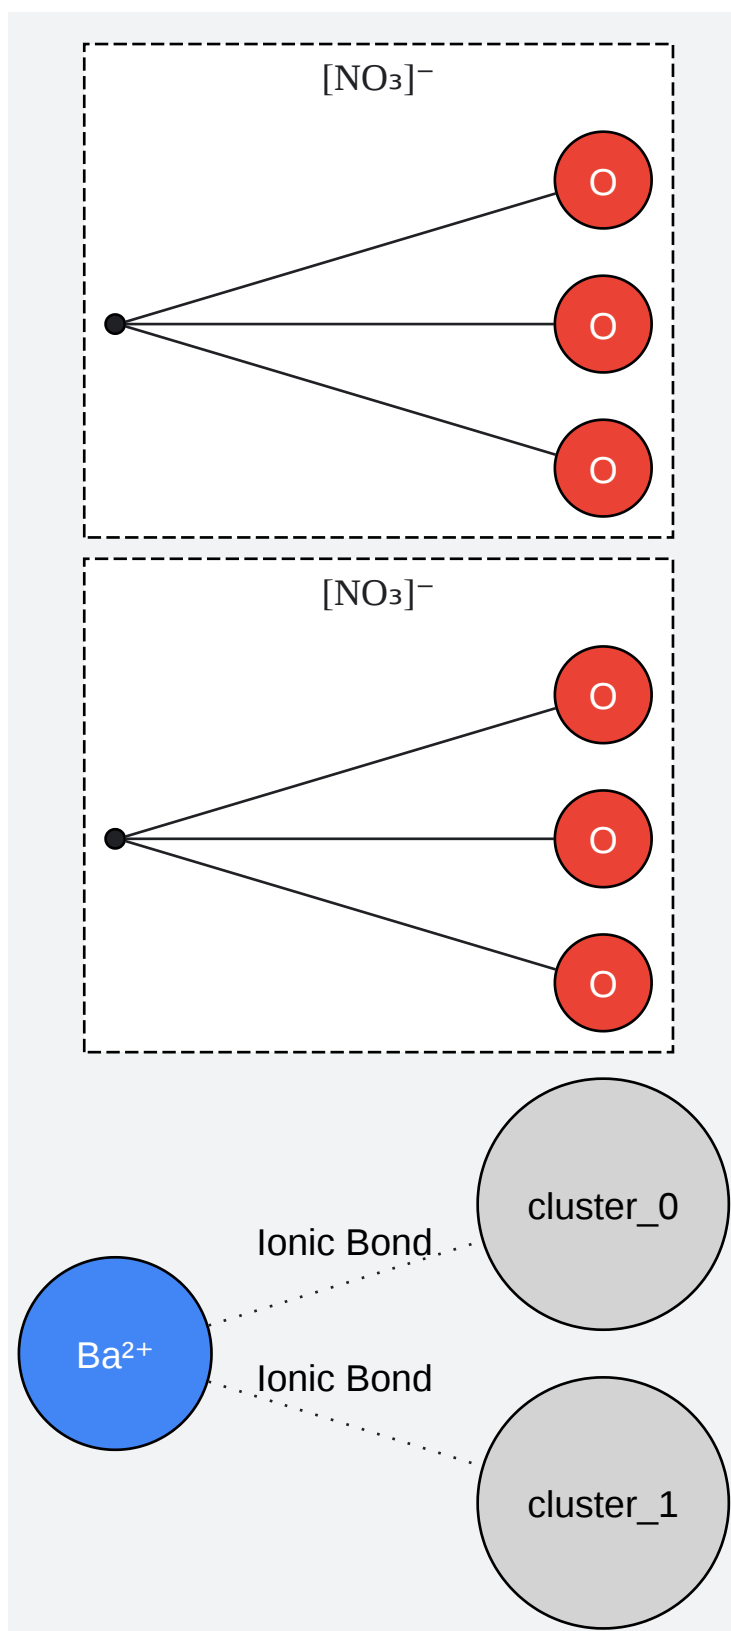 [NO₃]⁻
O
O
O
[NO₃]⁻
O
O
O
cluster_0
Ionic Bond
Ba²⁺
Ionic Bond
cluster_1